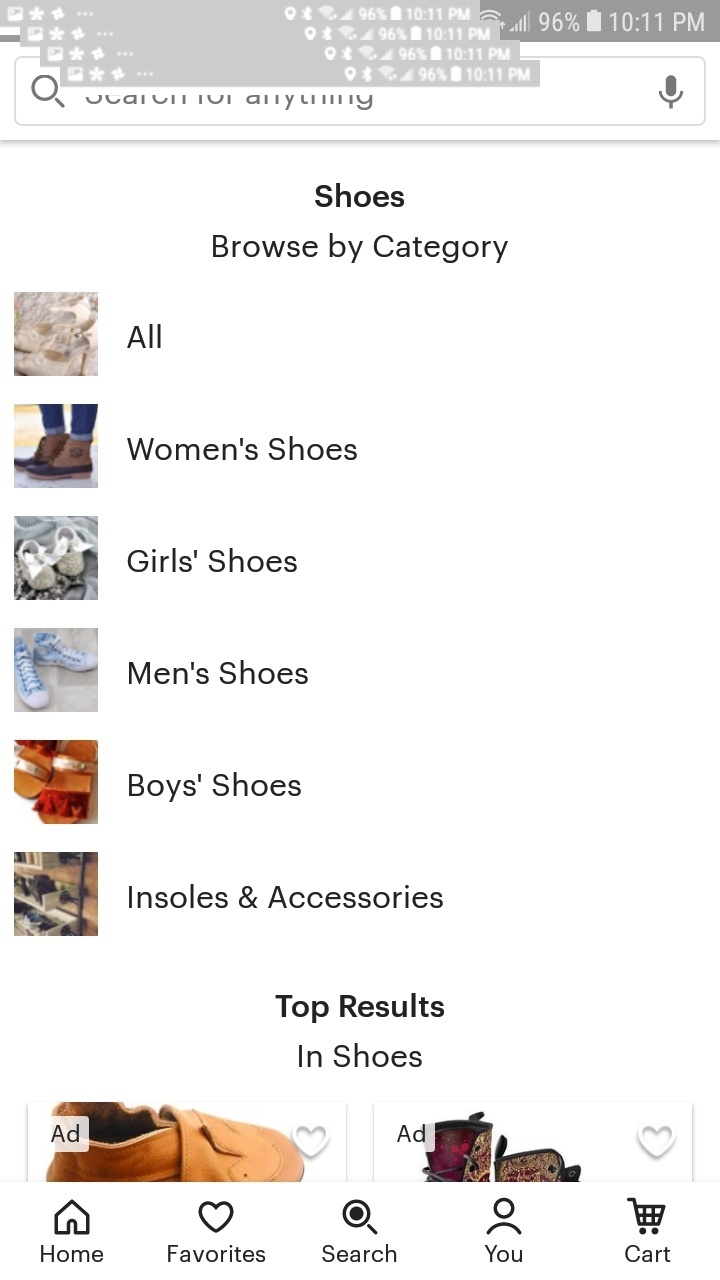 96% 10:11 PM 96% 10:11 PM
96% 10:11 PM
96% 10:11 PM
96% 10:11 PM
Search for anything
Shoes
Browse by Category
All
Women's Shoes
Girls' Shoes
Men's Shoes
Boys' Shoes
Insoles & Accessories
Top Results
In Shoes
Ad Ad
Home Favorites Search You Cart